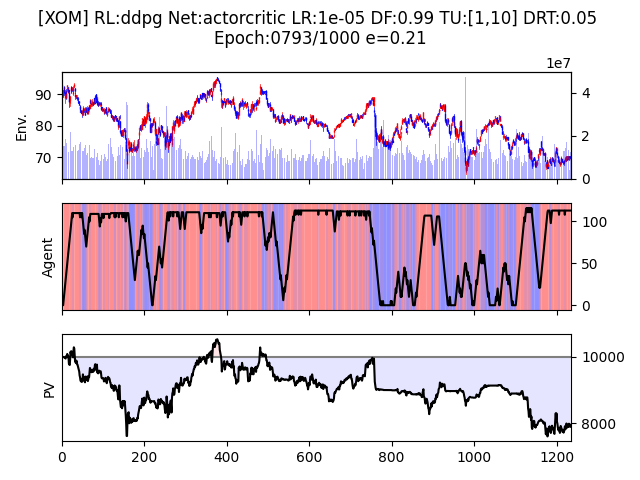 [XOM] RL:ddpg Net:actorcritic LR:1e-05 DF:0.99 TU:[1,10] DRT:0.05
Epoch:0793/1000 e=0.21
1e7
Env.
90
80
70
4
2
0
Agent
100
50
0
PV
10000
8000
0 200 400 600 800 1000 1200